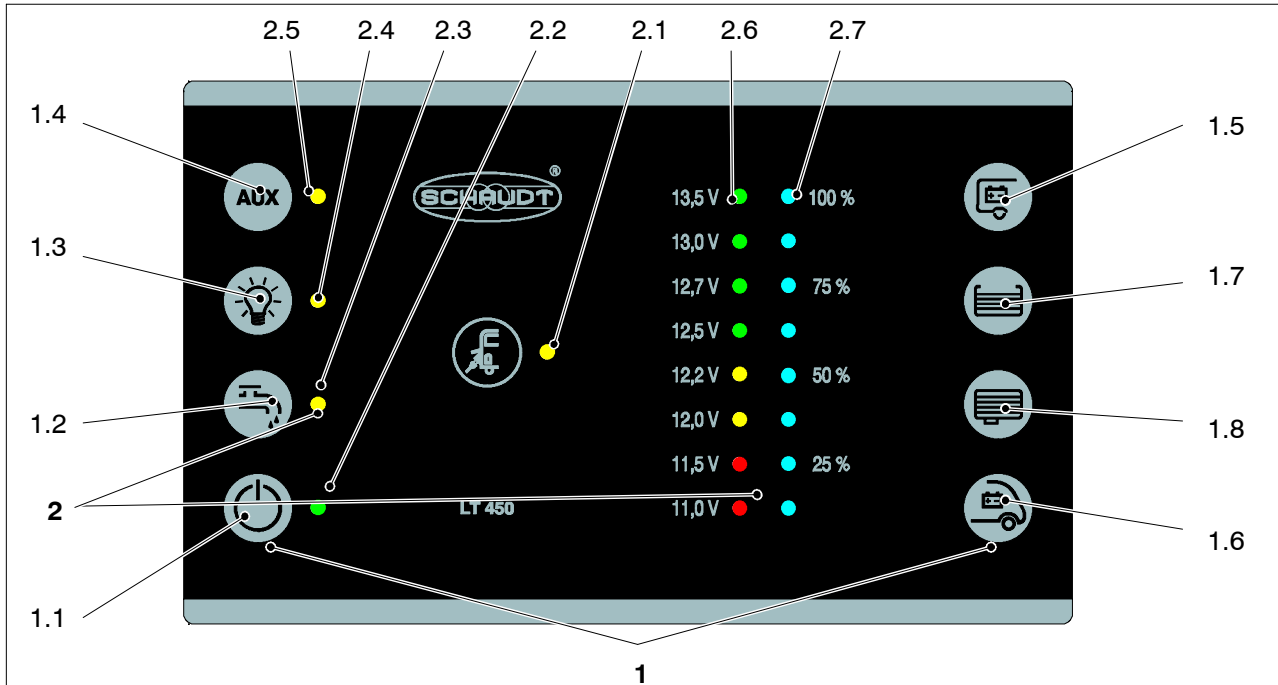 2.5 2.4 2.3 2.2 2.1 2.6 2.7
1.4
1.5
AUX
SCHAUDT ®
13,5 V 100 %
13,0 V
1.3
1.7
12,7 V 75 %
12,5 V
12,2 V 50 %
1.2
12,0 V
1.8
11,5 V 25 %
2
LT 450
11,0 V
1.6
1.1
1